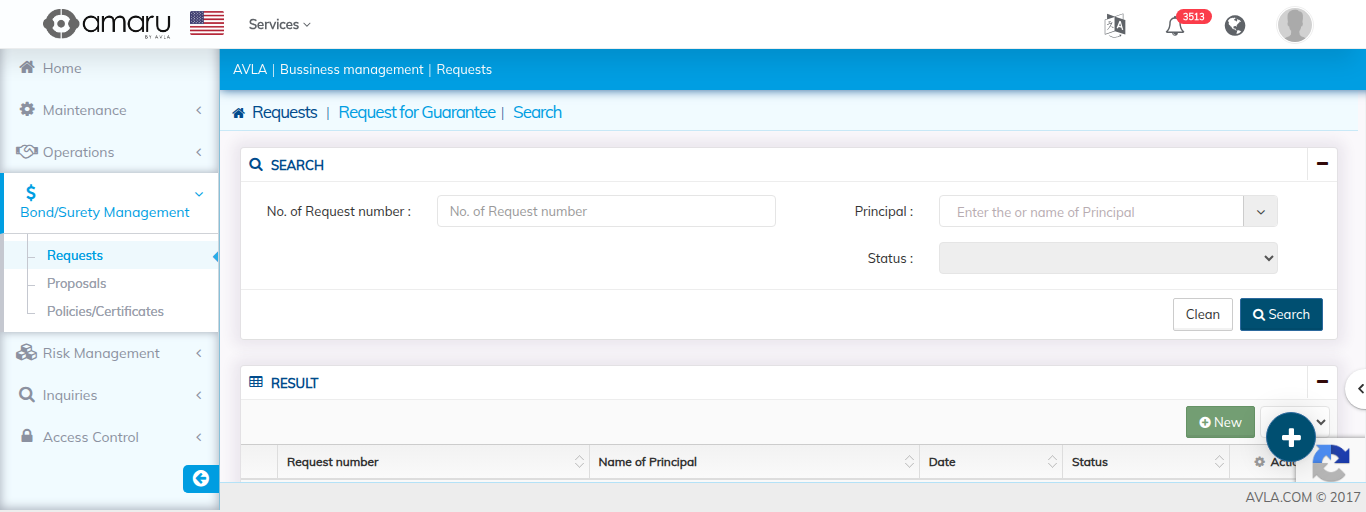 amaru
BY AVLA
Services
3513
Home
Maintenance
Operations
Bond/Surety Management
Requests
Proposals
Policies/Certificates
Risk Management
Inquiries
Access Control
AVLA | Bussiness management | Requests
Requests | Request for Guarantee | Search
SEARCH
No. of Request number :
No. of Request number
Principal :
Enter the or name of Principal
Status :
Clean
Search
RESULT
New
Request number
Name of Principal
Date
Status
AVLA.COM © 2017